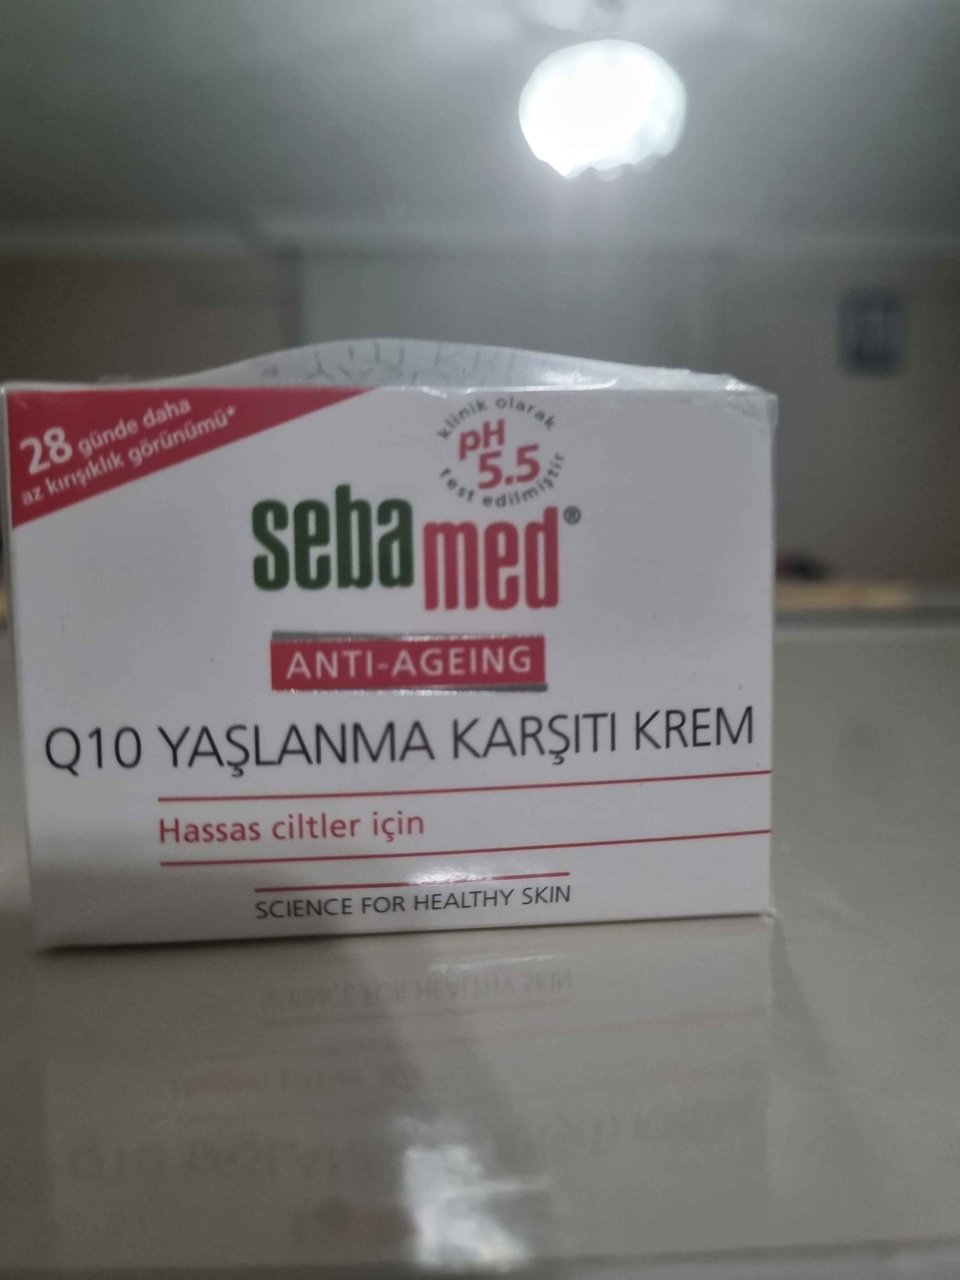 28 günde daha
az kırışıklık görünümü*
klinik olarak
pH
5.5
test edilmiştir
sebamed®
ANTI-AGEING
Q10 YAŞLANMA KARŞITI KREM
Hassas ciltler için
SCIENCE FOR HEALTHY SKIN